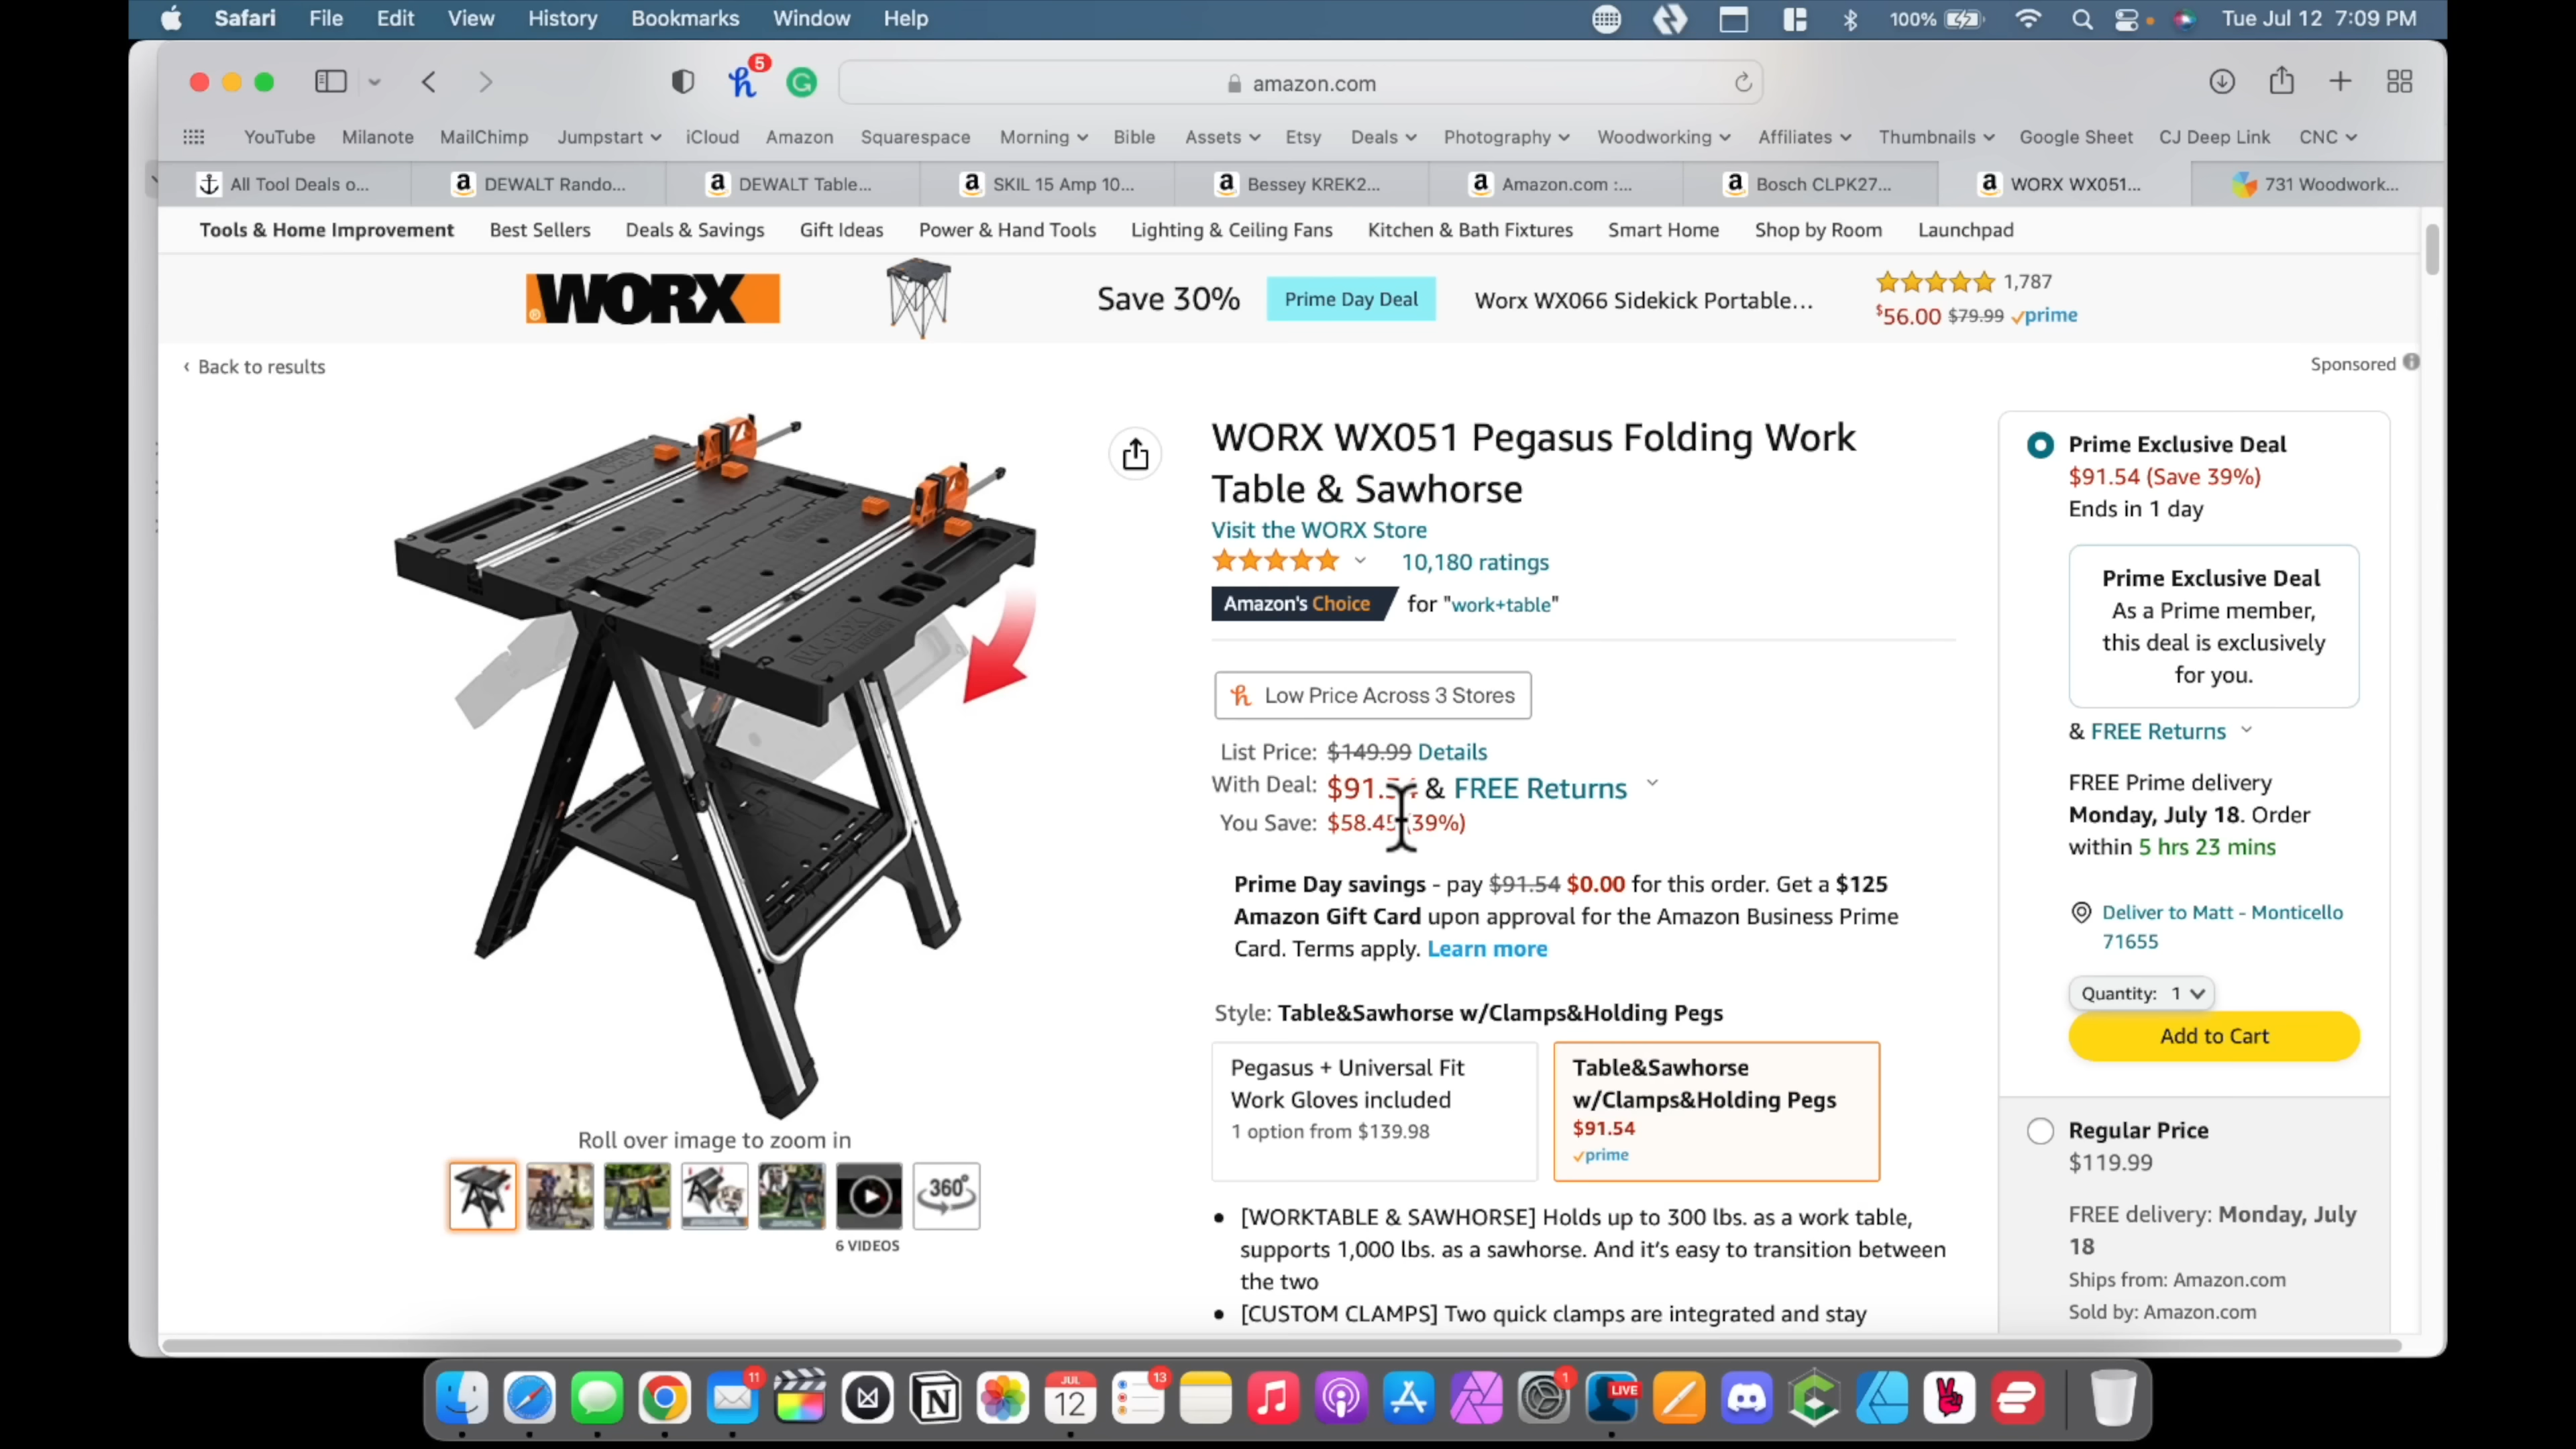 Safari File Edit View History Bookmarks Window Help 100% Tue Jul 12 7:09 PM
5
amazon.com
YouTube Milanote MailChimp Jumpstart iCloud Amazon Squarespace Morning Bible Assets Etsy Deals Photography Woodworking Affiliates Thumbnails Google Sheet CJ Deep Link CNC
All Tool Deals o... DEWALT Rando... DEWALT Table... SKIL 15 Amp 10... Bessey KREK2... Amazon.com :... Bosch CLPK27... WORX WX051... 731 Woodwork...
Tools & Home Improvement Best Sellers Deals & Savings Gift Ideas Power & Hand Tools Lighting & Ceiling Fans Kitchen & Bath Fixtures Smart Home Shop by Room Launchpad
WORX Save 30% Prime Day Deal Worx WX066 Sidekick Portable... 1,787
$56.00 $79.99 prime
‹ Back to results
Sponsored
WORX WX051 Pegasus Folding Work
Table & Sawhorse
Visit the WORX Store
10,180 ratings
Amazon's Choice for "work+table"
Low Price Across 3 Stores
List Price: $149.99 Details
With Deal: & FREE Returns
You Save: $58.45 (39%)
Prime Day savings - pay $91.54 $0.00 for this order. Get a $125
Amazon Gift Card upon approval for the Amazon Business Prime
Card. Terms apply. Learn more
Style: Table&Sawhorse w/Clamps&Holding Pegs
Pegasus + Universal Fit
Work Gloves included
1 option from $139.98
Table&Sawhorse
w/Clamps&Holding Pegs
$91.54
prime
[WORKTABLE & SAWHORSE] Holds up to 300 lbs. as a work table,
supports 1,000 lbs. as a sawhorse. And it's easy to transition between
the two
[CUSTOM CLAMPS] Two quick clamps are integrated and stay
Roll over image to zoom in
360°
6 VIDEOS
Prime Exclusive Deal
$91.54 (Save 39%)
Ends in 1 day
Prime Exclusive Deal
As a Prime member,
this deal is exclusively
for you.
& FREE Returns
FREE Prime delivery
Monday, July 18. Order
within 5 hrs 23 mins
Deliver to Matt - Monticello
71655
Quantity: 1
Add to Cart
Regular Price
$119.99
FREE delivery: Monday, July
18
Ships from: Amazon.com
Sold by: Amazon.com
11 JUL 12 13 1 LIVE